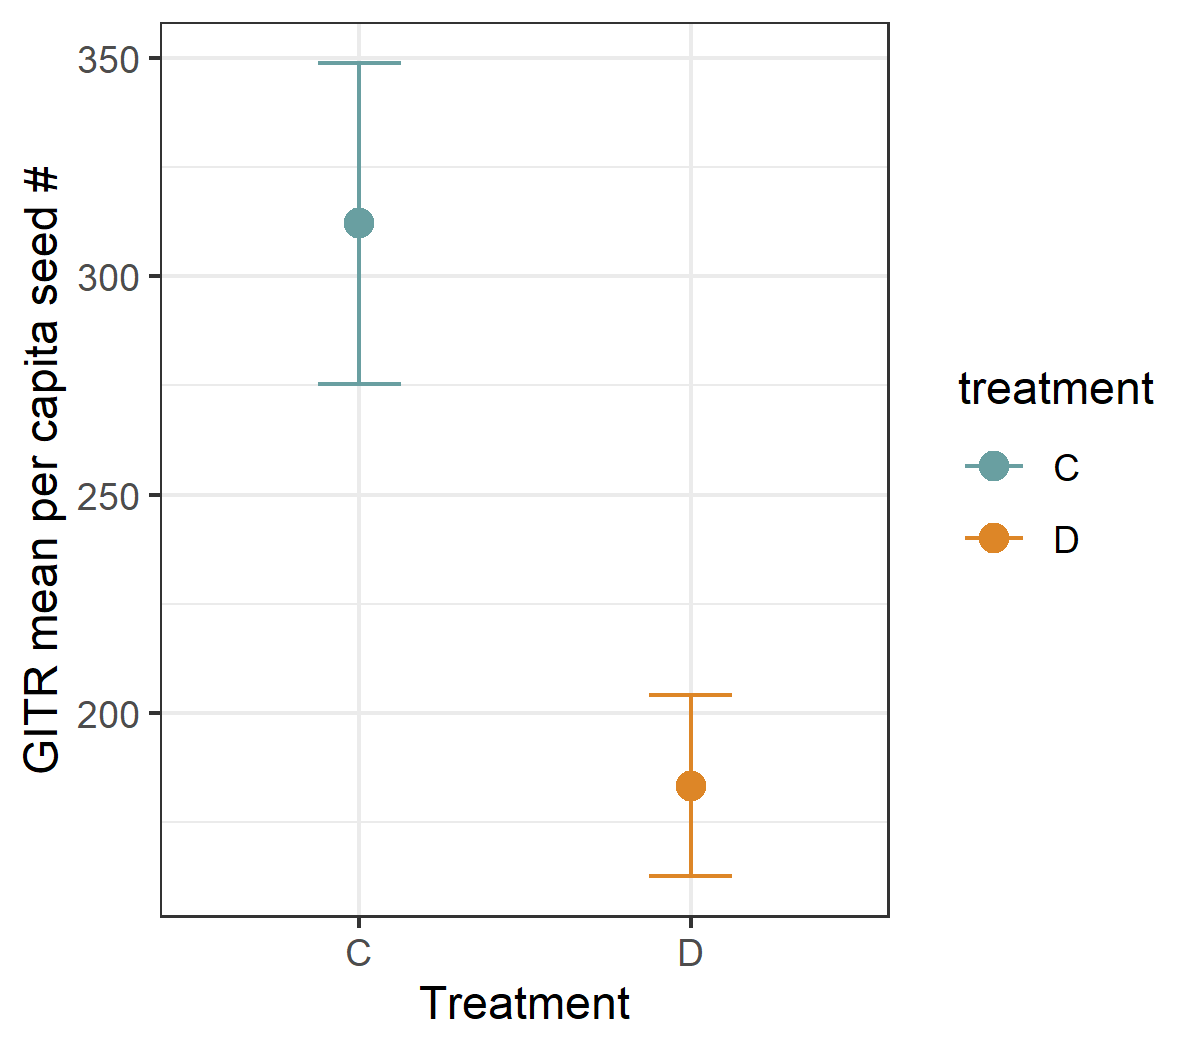 350
300
250
200
GITR mean per capita seed #
C
D
Treatment
treatment
C
D